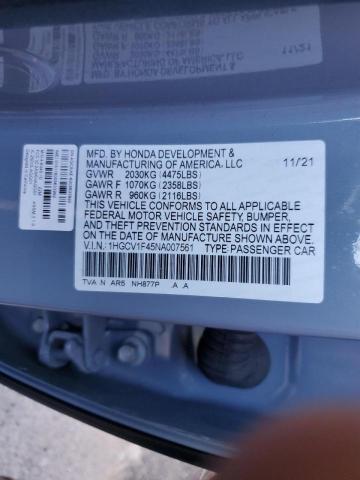 MFD. BY HONDA DEVELOPMENT &
MANUFACTURING OF AMERICA, LLC 11/21
GVWR 2030KG (4475LBS)
GAWR F 1070KG (2358LBS)
GAWR R 960KG (2116LBS)
THIS VEHICLE CONFORMS TO ALL APPLICABLE
FEDERAL MOTOR VEHICLE SAFETY, BUMPER,
AND THEFT PREVENTION STANDARDS IN EFFECT
ON THE DATE OF MANUFACTURE SHOWN ABOVE.
V.I.N.: 1HGCV1F45NA007561 TYPE PASSENGER CAR
TVA N AR5 NH877P A A